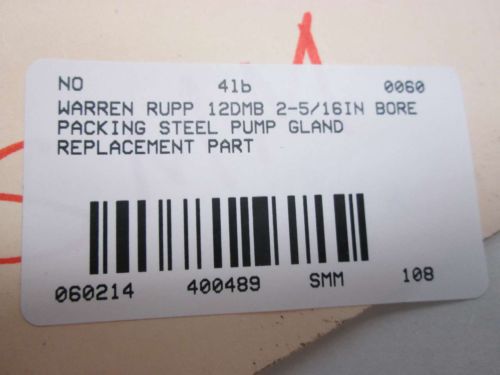 NO 4lb 0060
WARREN RUPP 12DMB 2-5/16IN BORE
PACKING STEEL PUMP GLAND
REPLACEMENT PART
060214 400489 SMM 108